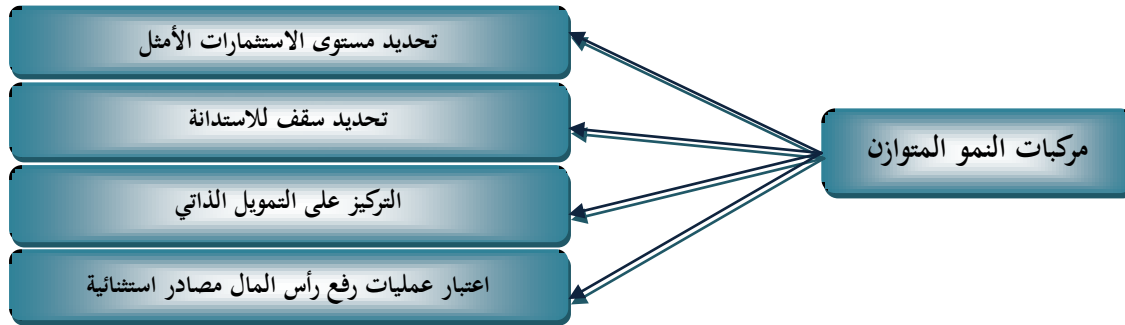 مركبات النمو المتوازن
تحديد مستوى الاستثمارات الأمثل
تحديد سقف للاستدانة
التركيز على التمويل الذاتي
اعتبار عمليات رفع رأس المال مصادر استثنائية